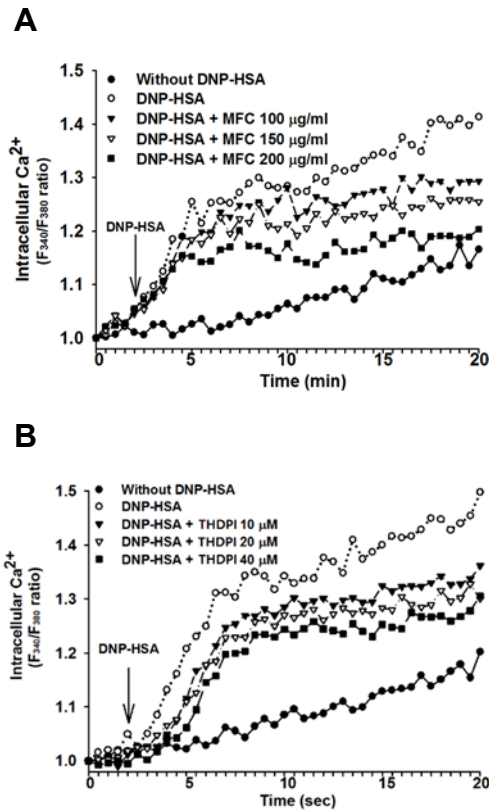 A
1.5
1.4
1.3
1.2
1.1
1.0
Intracellular Ca2+
(F340/F380 ratio)
Without DNP-HSA
DNP-HSA
DNP-HSA + MFC 100 μg/ml
DNP-HSA + MFC 150 μg/ml
DNP-HSA + MFC 200 μg/ml
DNP-HSA
0 5 10 15 20
Time (min)
B
1.5
1.4
1.3
1.2
1.1
1.0
Intracellular Ca2+
(F340/F380 ratio)
Without DNP-HSA
DNP-HSA
DNP-HSA + THDPI 10 μM
DNP-HSA + THDPI 20 μM
DNP-HSA + THDPI 40 μM
DNP-HSA
0 5 10 15 20
Time (sec)